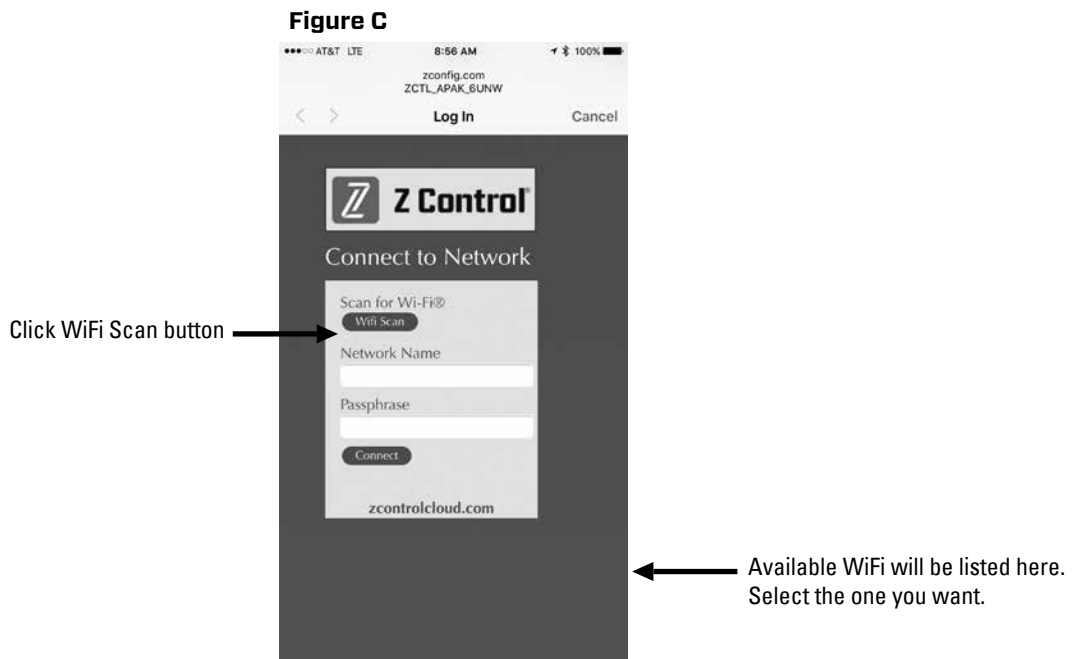 Figure C
AT&T LTE 8:56 AM 100%
zconfig.com
ZCTL_APAK_6UNW
< > Log In Cancel
Z Z Control®
Connect to Network
Scan for Wi-Fi®
Wifi Scan
Click WiFi Scan button
Network Name
Passphrase
Connect
zcontrolcloud.com
Available WiFi will be listed here.
Select the one you want.